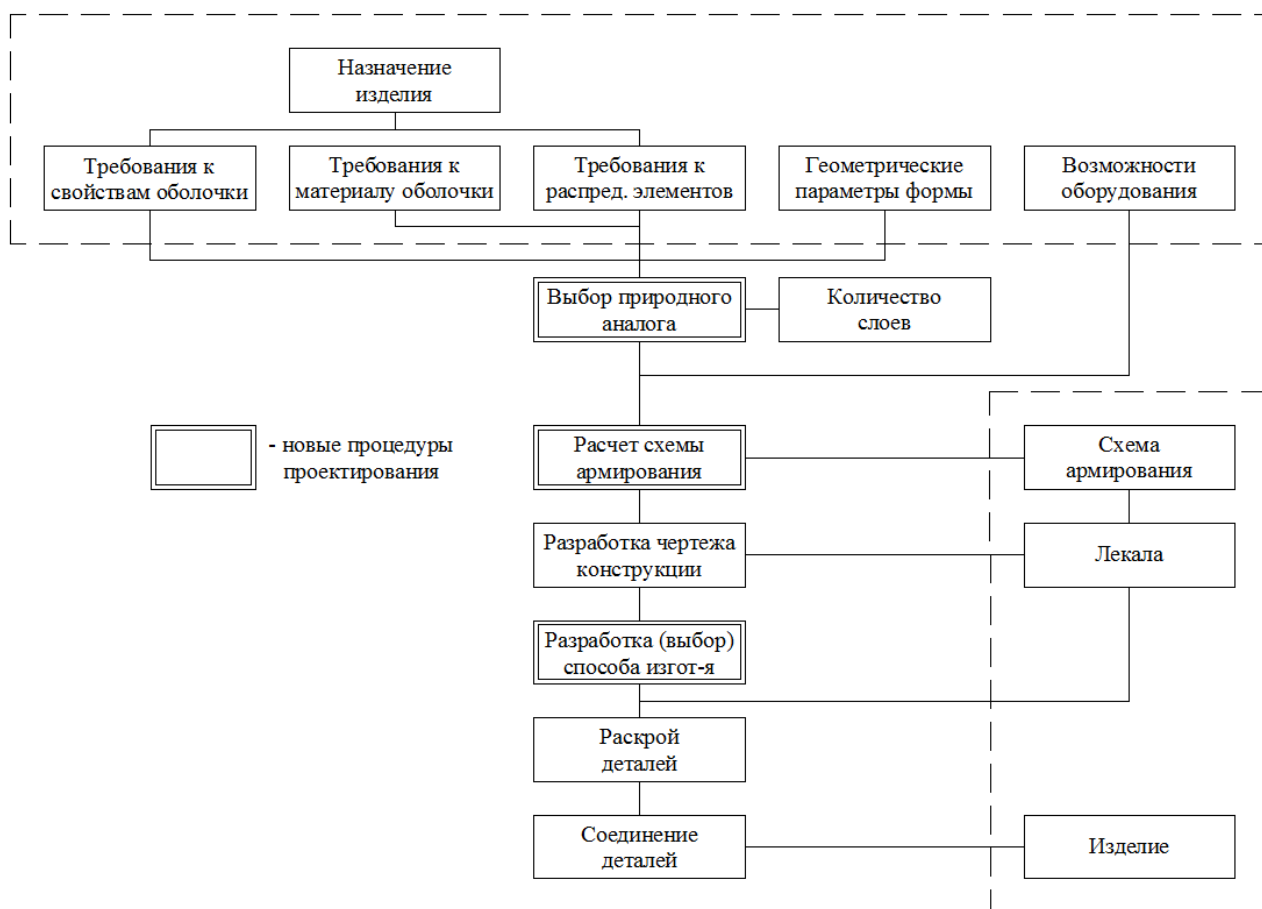 Назначение
изделия
Требования к
свойствам оболочки
Требования к
материалу оболочки
Требования к
распред. элементов
Геометрические
параметры формы
Возможности
оборудования
Выбор природного
аналога
Количество
слоев
- новые процедуры
проектирования
Расчет схемы
армирования
Схема
армирования
Разработка чертежа
конструкции
Лекала
Разработка (выбор)
способа изгот-я
Раскрой
деталей
Соединение
деталей
Изделие